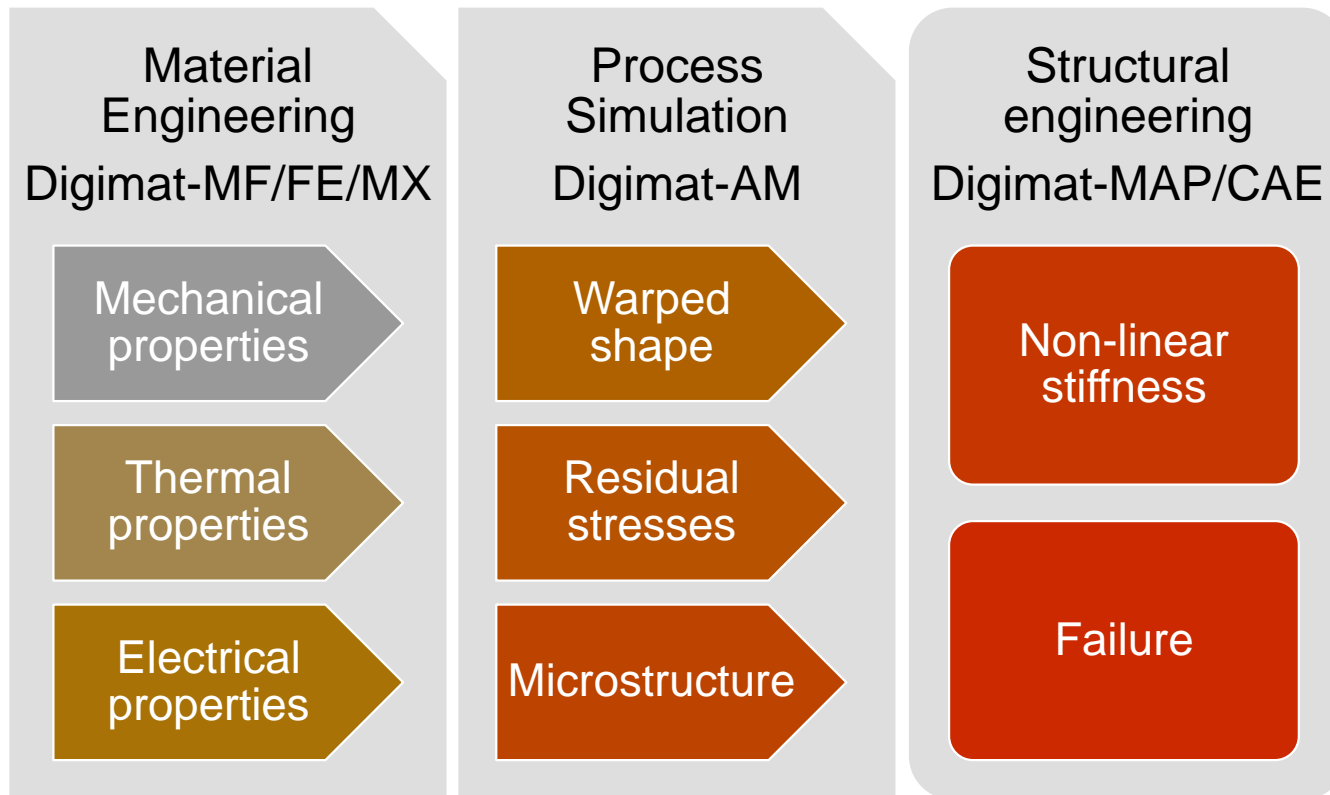 Material
Engineering
Digimat-MF/FE/MX
Mechanical
properties
Thermal
properties
Electrical
properties
Process
Simulation
Digimat-AM
Warped
shape
Residual
stresses
Microstructure
Structural
engineering
Digimat-MAP/CAE
Non-linear
stiffness
Failure